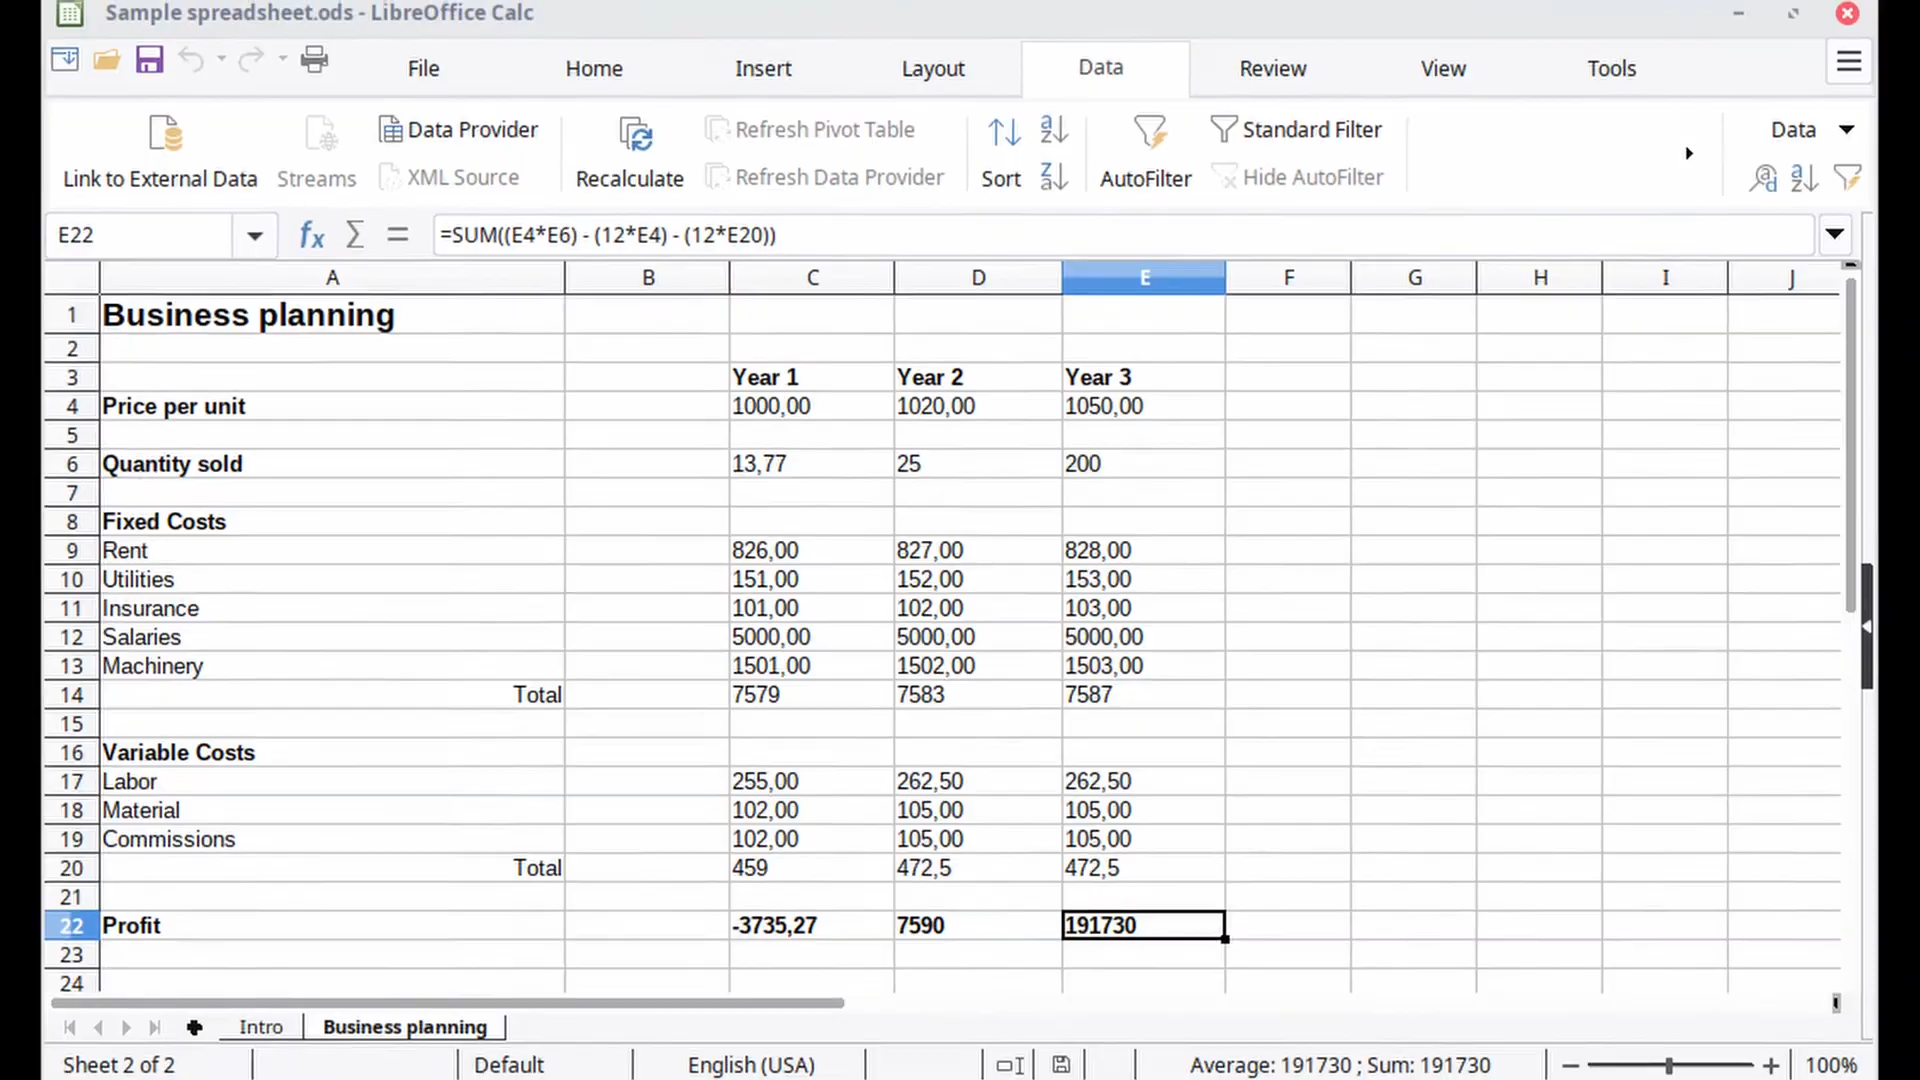 Sample spreadsheet.ods - LibreOffice Calc
File Home Insert Layout Data Review View Tools
Link to External Data Streams Data Provider XML Source Recalculate Refresh Pivot Table Refresh Data Provider Sort AutoFilter Standard Filter Hide AutoFilter Data
E22 fx Σ = =SUM((E4*E6) - (12*E4) - (12*E20))
A B C D E F G H I J
1 Business planning
2
3 Year 1 Year 2 Year 3
4 Price per unit 1000,00 1020,00 1050,00
5
6 Quantity sold 13,77 25 200
7
8 Fixed Costs
9 Rent 826,00 827,00 828,00
10 Utilities 151,00 152,00 153,00
11 Insurance 101,00 102,00 103,00
12 Salaries 5000,00 5000,00 5000,00
13 Machinery 1501,00 1502,00 1503,00
14 Total 7579 7583 7587
15
16 Variable Costs
17 Labor 255,00 262,50 262,50
18 Material 102,00 105,00 105,00
19 Commissions 102,00 105,00 105,00
20 Total 459 472,5 472,5
21
22 Profit -3735,27 7590 191730
23
24
Intro Business planning
Sheet 2 of 2 Default English (USA) Average: 191730 ; Sum: 191730 100%